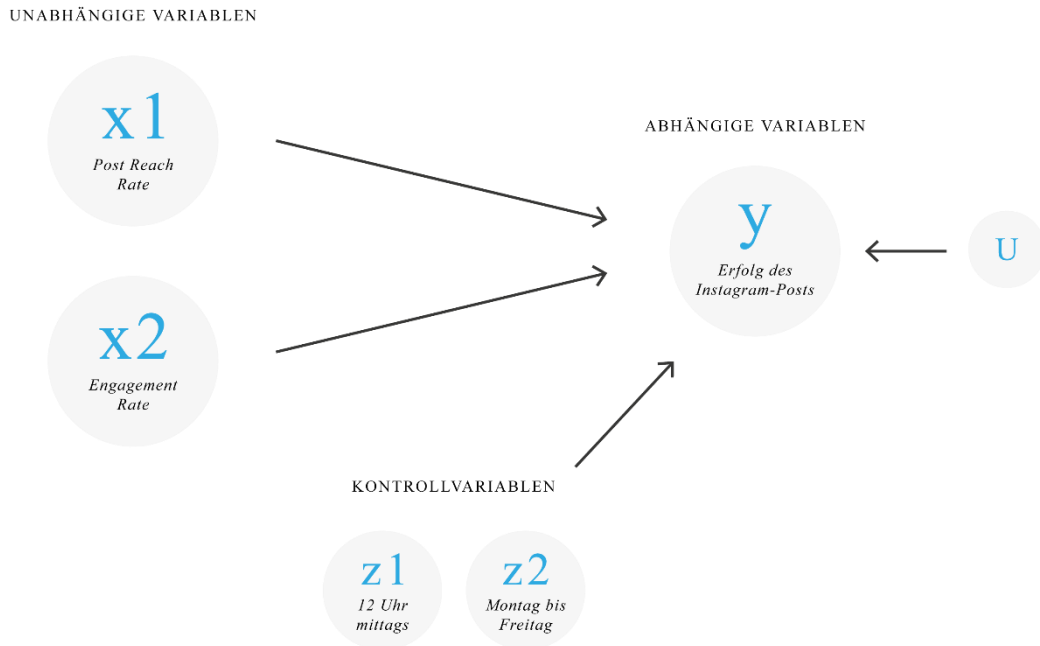 UNABHÄNGIGE VARIABLEN
x1
Post Reach
Rate
x2
Engagement
Rate
ABHÄNGIGE VARIABLEN
y
Erfolg des
Instagram-Posts
U
KONTROLLVARIABLEN
z1
12 Uhr
mittags
z2
Montag bis
Freitag